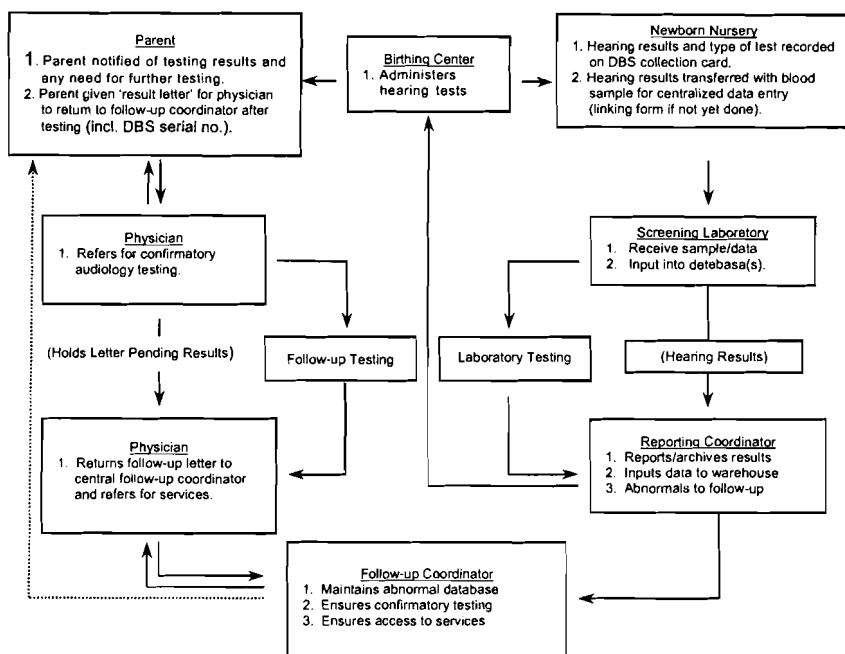 Parent
1. Parent notified of testing results and
any need for further testing.
2. Parent given 'result letter' for physician
to return to follow-up coordinator after
testing (incl. DBS serial no.).
Birthing Center
1. Administers
hearing tests
Newborn Nursery
1. Hearing results and type of test recorded
on DBS collection card.
2. Hearing results transferred with blood
sample for centralized data entry
(linking form if not yet done).
Physician
1. Refers for confirmatory
audiology testing.
Screening Laboratory
1. Receive sample/data
2. Input into detebasa(s).
(Holds Letter Pending Results)
Follow-up Testing
Laboratory Testing
(Hearing Results)
Physician
1. Returns follow-up letter to
central follow-up coordinator
and refers for services.
Reporting Coordinator
1. Reports/archives results
2. Inputs data to warehouse
3. Abnormals to follow-up
Follow-up Coordinator
1. Maintains abnormal database
2. Ensures confirmatory testing
3. Ensures access to services